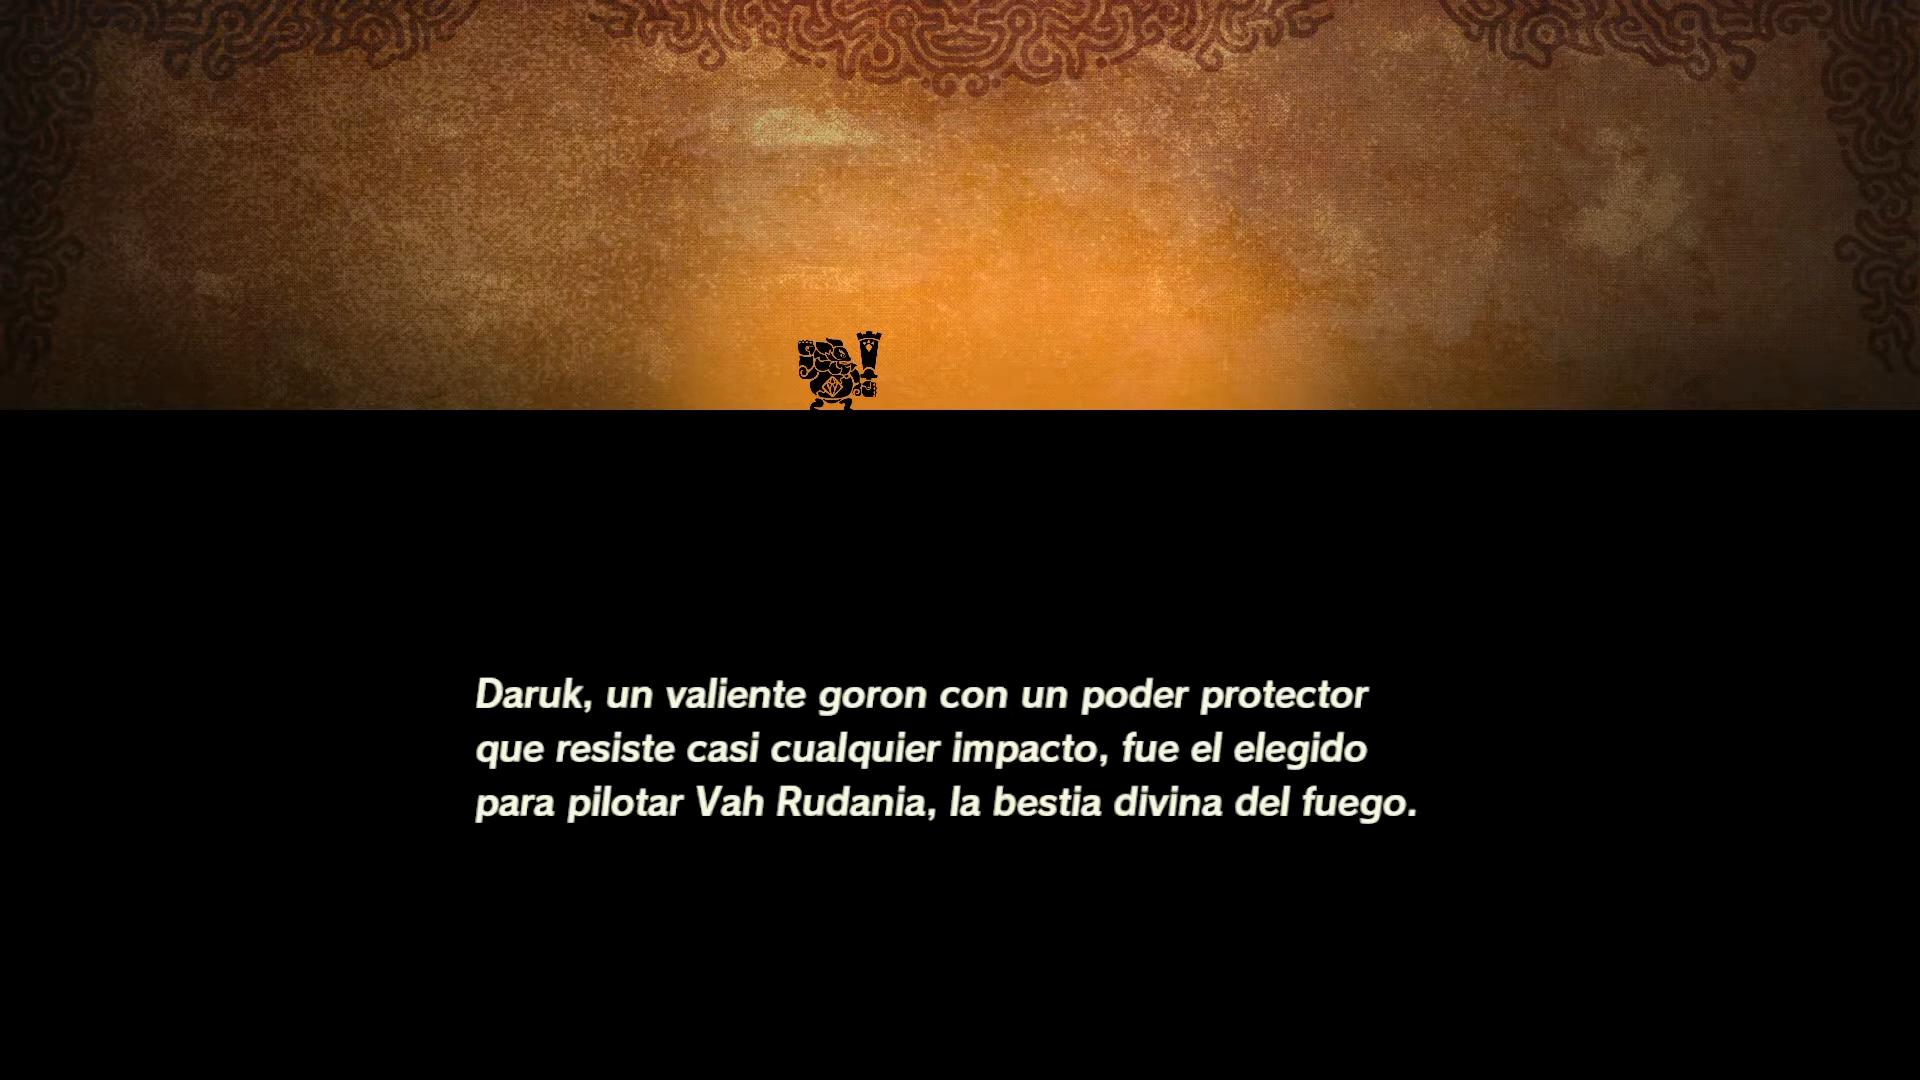 Daruk, un valiente goron con un poder protector
que resiste casi cualquier impacto, fue el elegido
para pilotar Vah Rudania, la bestia divina del fuego.